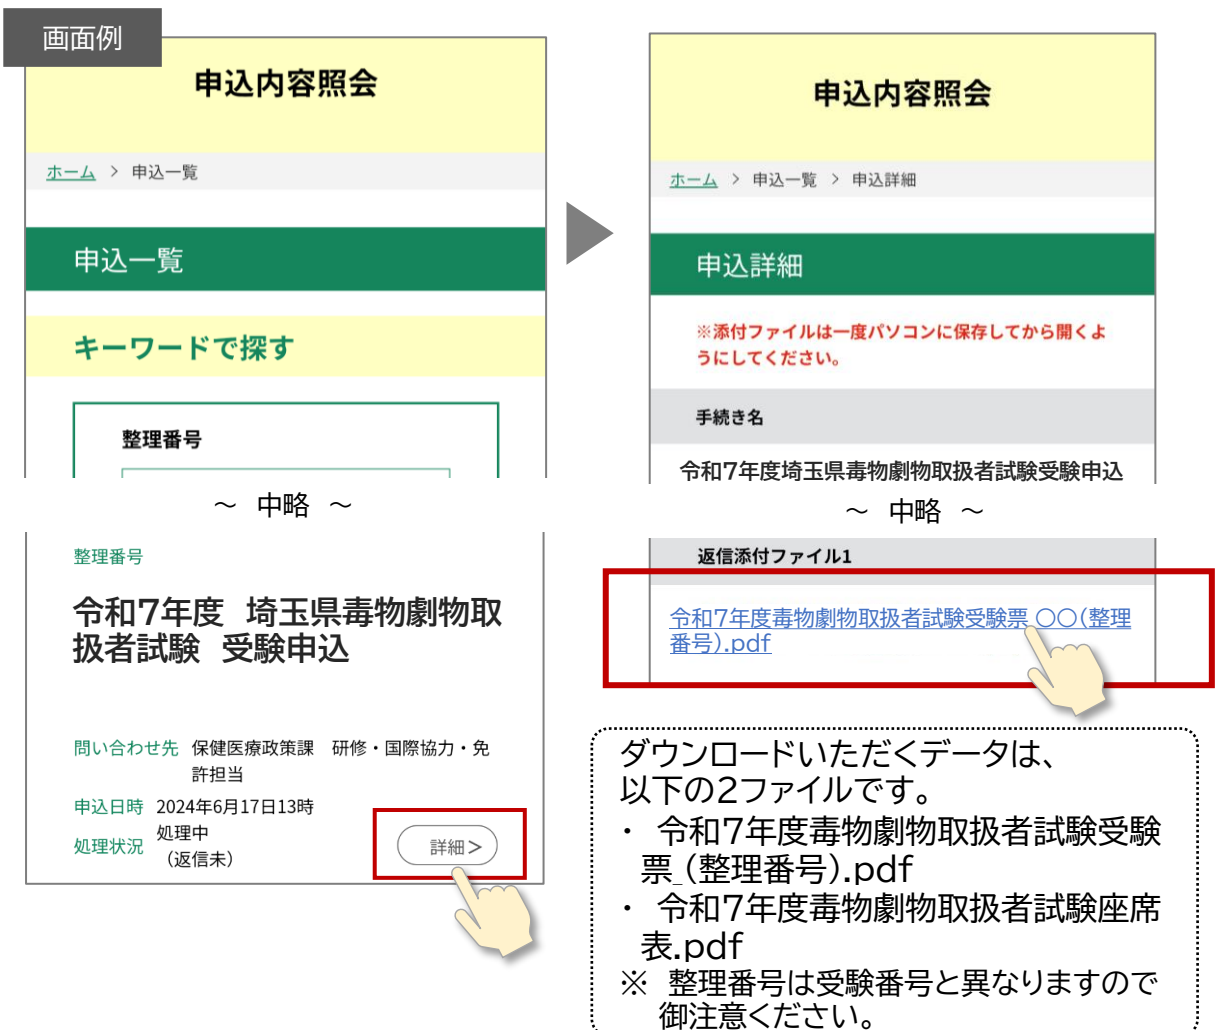 画面例
申込内容照会
ホーム > 申込一覧
申込一覧
キーワードで探す
整理番号
～ 中略 ～
整理番号
令和7年度 埼玉県毒物劇物取
扱者試験 受験申込
問い合わせ先 保健医療政策課 研修・国際協力・免
許担当
申込日時 2024年6月17日13時
処理状況 処理中
（返信未）
詳細>
申込内容照会
ホーム > 申込一覧 > 申込詳細
申込詳細
※添付ファイルは一度パソコンに保存してから開くよ
うにしてください。
手続き名
令和7年度埼玉県毒物劇物取扱者試験受験申込
～ 中略 ～
返信添付ファイル1
令和7年度毒物劇物取扱者試験受験票_〇〇(整理
番号).pdf
ダウンロードいただくデータは、
以下の2ファイルです。
・ 令和7年度毒物劇物取扱者試験受験
票_(整理番号).pdf
・ 令和7年度毒物劇物取扱者試験座席
表.pdf
※ 整理番号は受験番号と異なりますので
御注意ください。